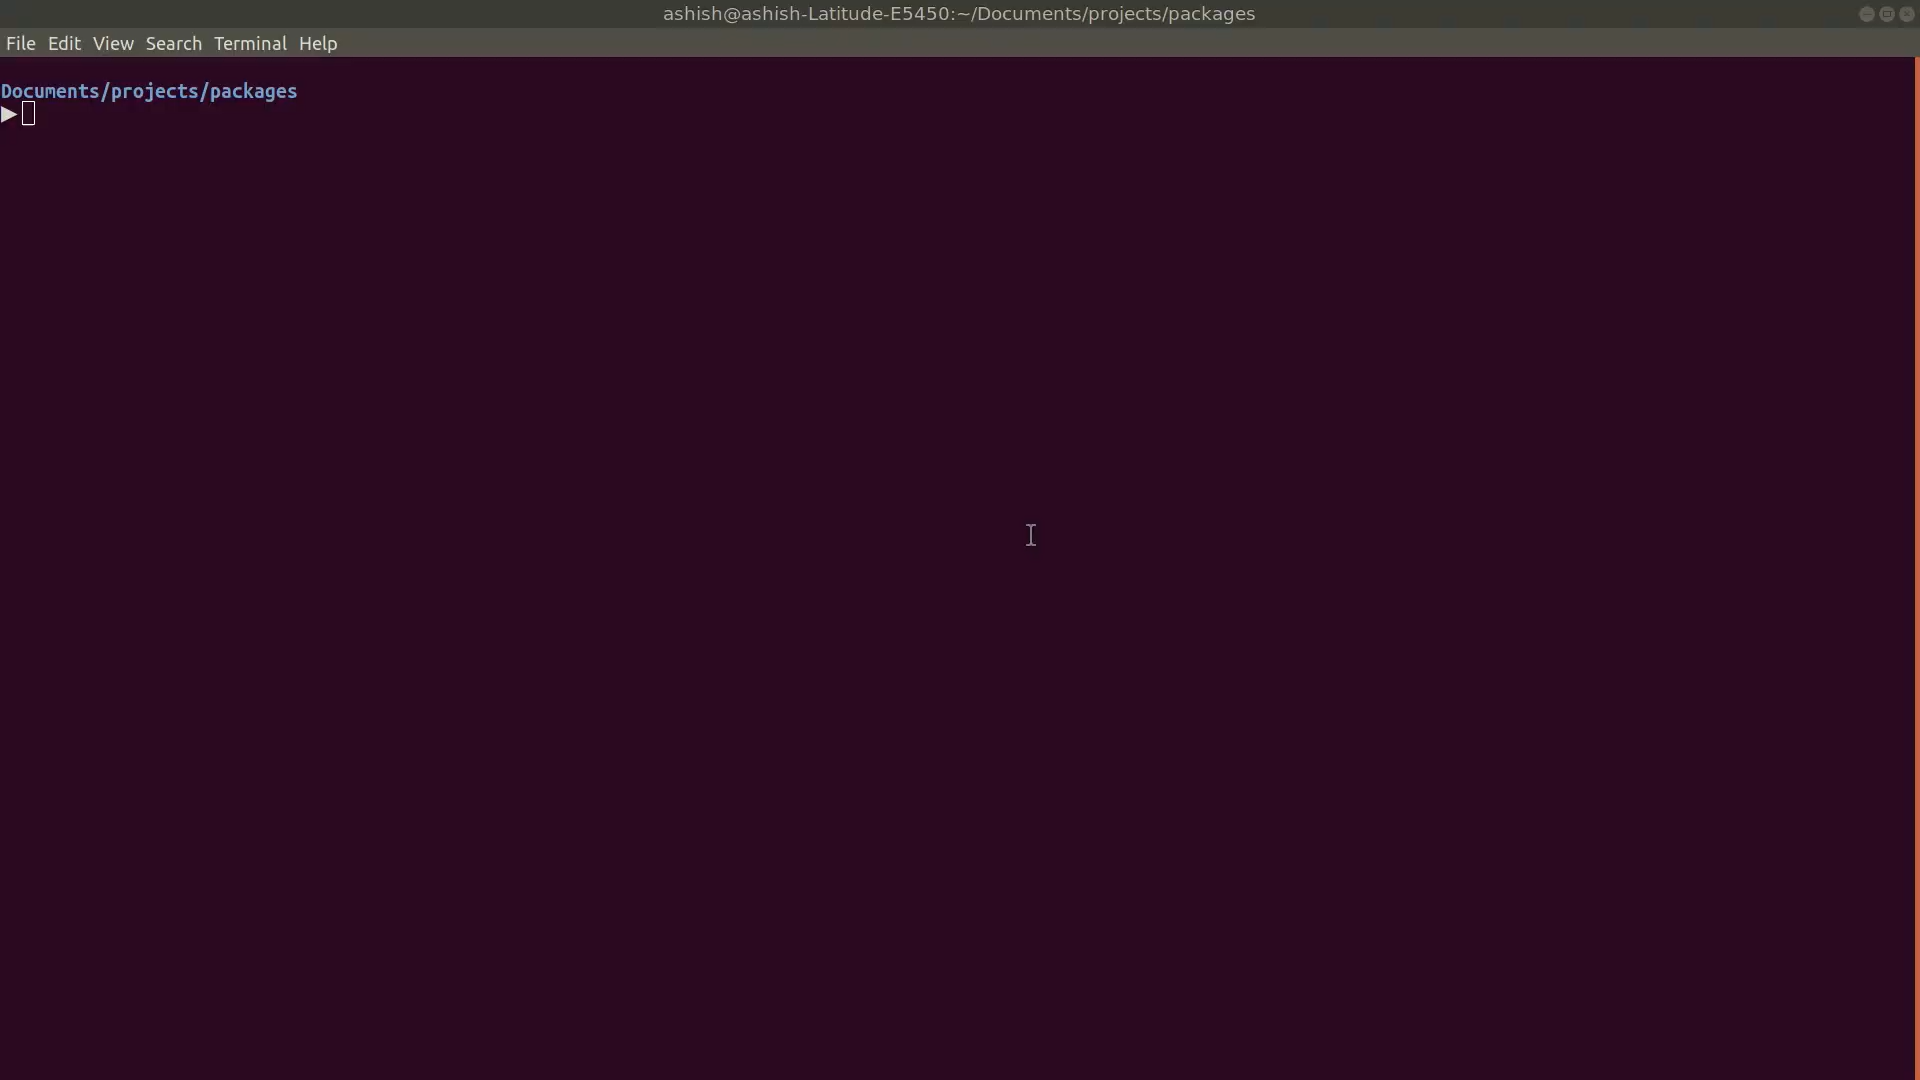 ashish@ashish-Latitude-E5450:~/Documents/projects/packages
File Edit View Search Terminal Help
Documents/projects/packages
▶